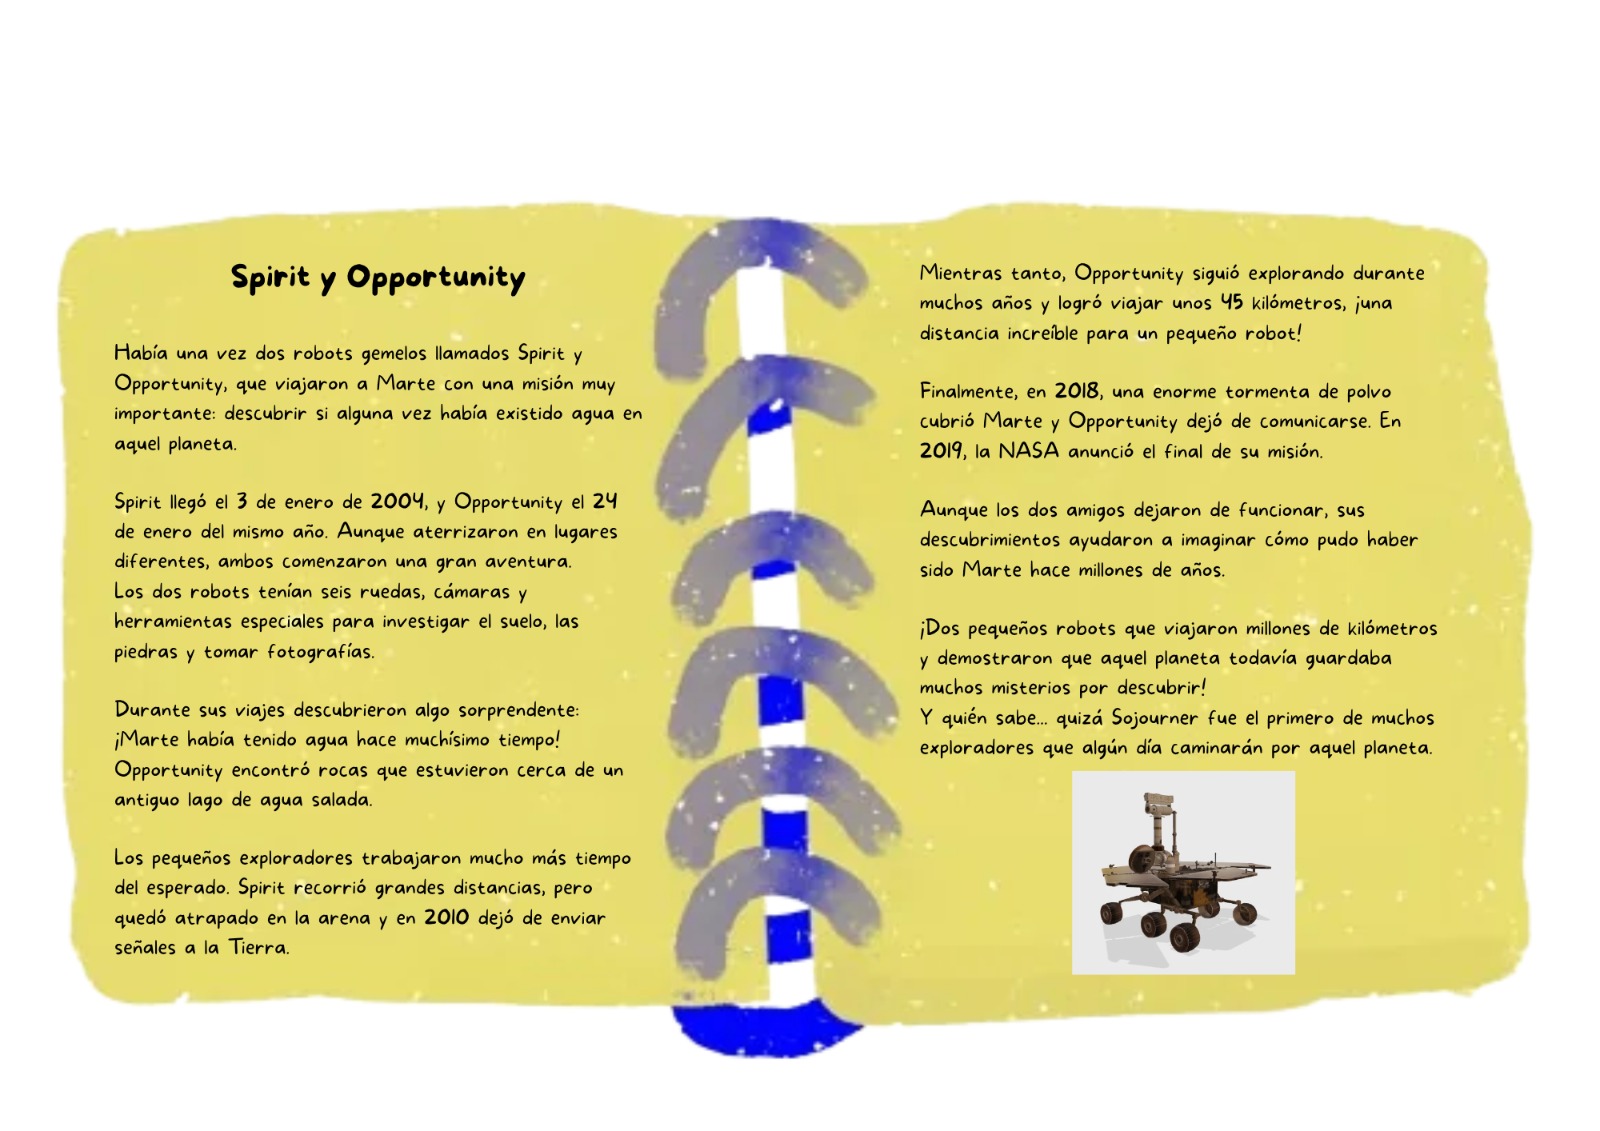 Spirit y Opportunity
Había una vez dos robots gemelos llamados Spirit y
Opportunity, que viajaron a Marte con una misión muy
importante: descubrir si alguna vez había existido agua en
aquel planeta.
Spirit llegó el 3 de enero de 2004, y Opportunity el 24
de enero del mismo año. Aunque aterrizaron en lugares
diferentes, ambos comenzaron una gran aventura.
Los dos robots tenían seis ruedas, cámaras y
herramientas especiales para investigar el suelo, las
piedras y tomar fotografías.
Durante sus viajes descubrieron algo sorprendente:
¡Marte había tenido agua hace muchísimo tiempo!
Opportunity encontró rocas que estuvieron cerca de un
antiguo lago de agua salada.
Los pequeños exploradores trabajaron mucho más tiempo
del esperado. Spirit recorrió grandes distancias, pero
quedó atrapado en la arena y en 2010 dejó de enviar
señales a la Tierra.
Mientras tanto, Opportunity siguió explorando durante
muchos años y logró viajar unos 45 kilómetros, ¡una
distancia increíble para un pequeño robot!
Finalmente, en 2018, una enorme tormenta de polvo
cubrió Marte y Opportunity dejó de comunicarse. En
2019, la NASA anunció el final de su misión.
Aunque los dos amigos dejaron de funcionar, sus
descubrimientos ayudaron a imaginar cómo pudo haber
sido Marte hace millones de años.
¡Dos pequeños robots que viajaron millones de kilómetros
y demostraron que aquel planeta todavía guardaba
muchos misterios por descubrir!
Y quién sabe... quizá Sojourner fue el primero de muchos
exploradores que algún día caminarán por aquel planeta.